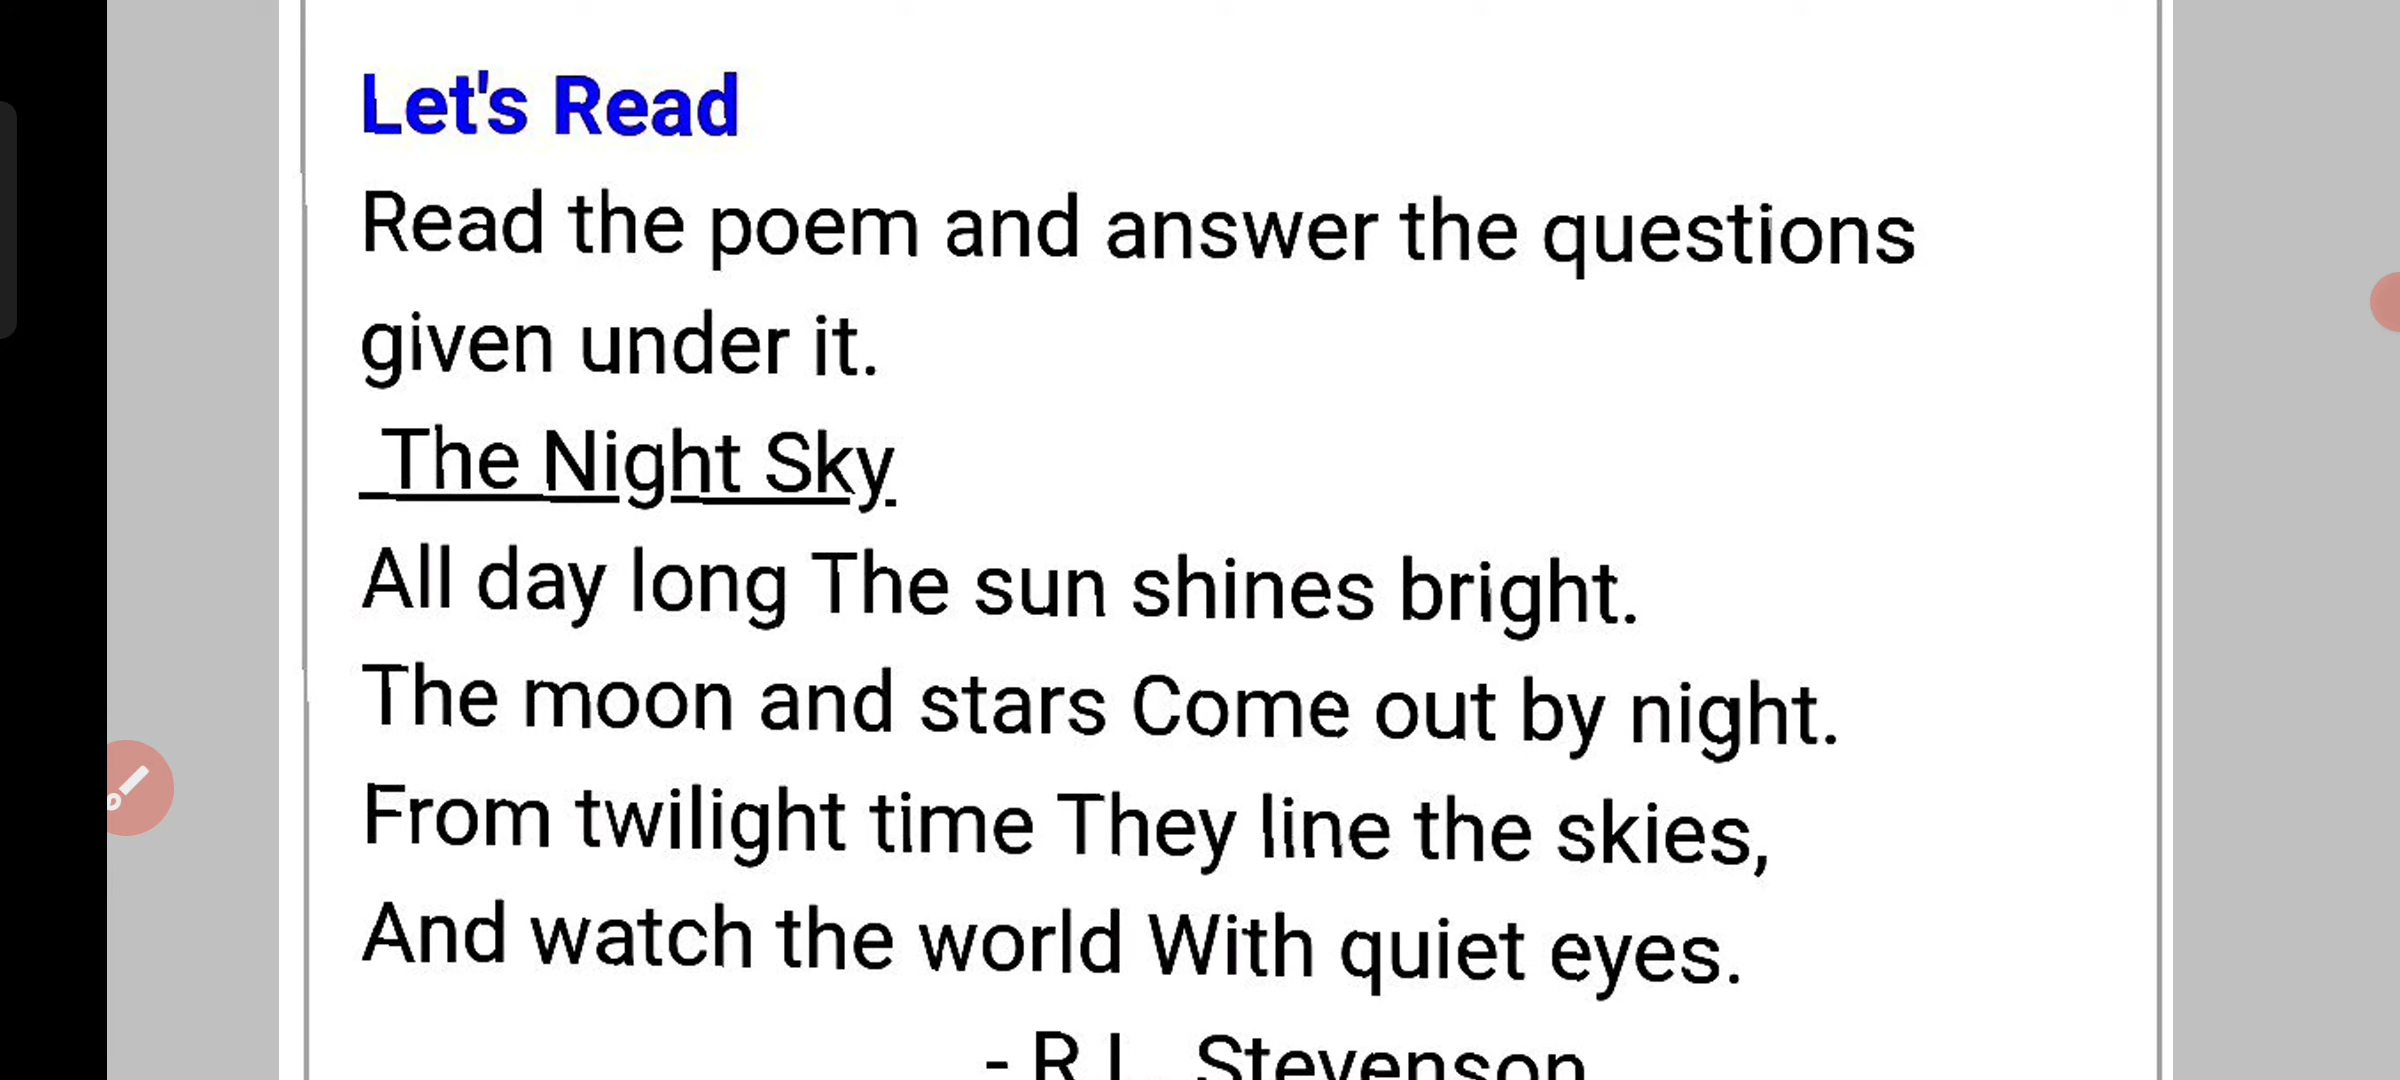 Let's Read
Read the poem and answer the questions
given under it.
The Night Sky
All day long The sun shines bright.
The moon and stars Come out by night.
From twilight time They line the skies,
And watch the world With quiet eyes.
- R.L. Stevenson